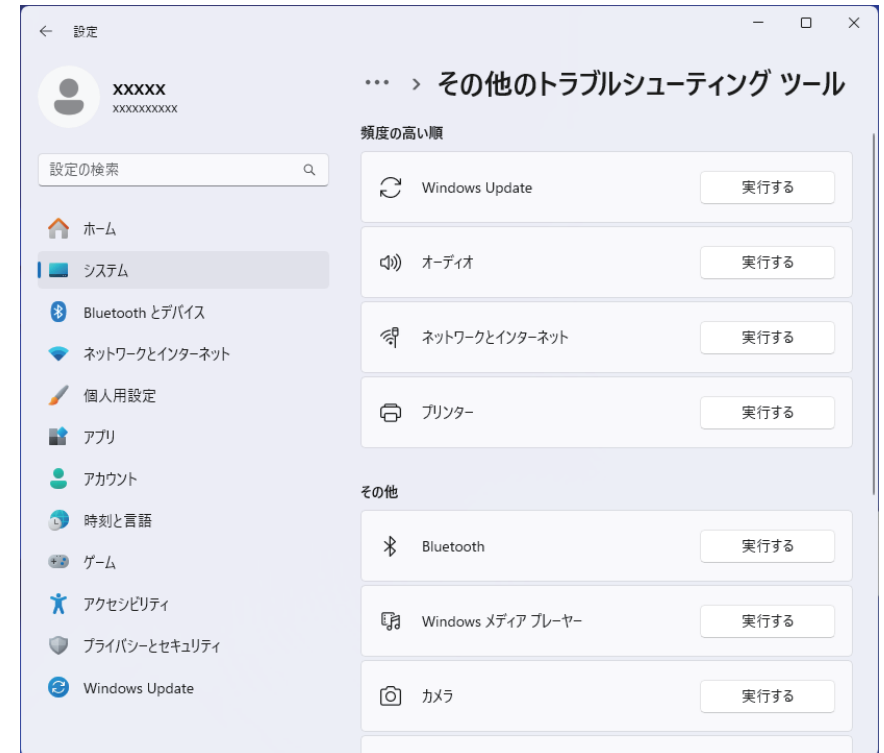 設定
XXXXX
xxxxxxxxxx
設定の検索
ホーム
システム
Bluetooth とデバイス
ネットワークとインターネット
個人用設定
アプリ
アカウント
時刻と言語
ゲーム
アクセシビリティ
プライバシーとセキュリティ
Windows Update
… › その他のトラブルシューティング ツール
頻度の高い順
Windows Update 実行する
オーディオ 実行する
ネットワークとインターネット 実行する
プリンター 実行する
その他
Bluetooth 実行する
Windows メディア プレーヤー 実行する
カメラ 実行する